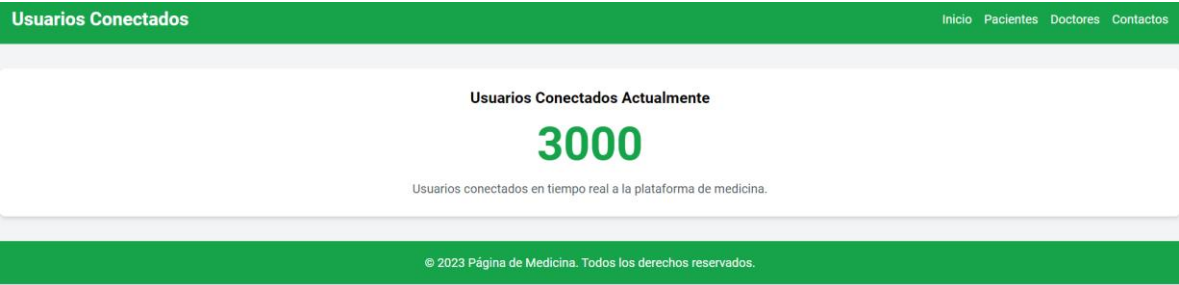 Usuarios Conectados
Inicio Pacientes Doctores Contactos
Usuarios Conectados Actualmente
3000
Usuarios conectados en tiempo real a la plataforma de medicina.
© 2023 Página de Medicina. Todos los derechos reservados.